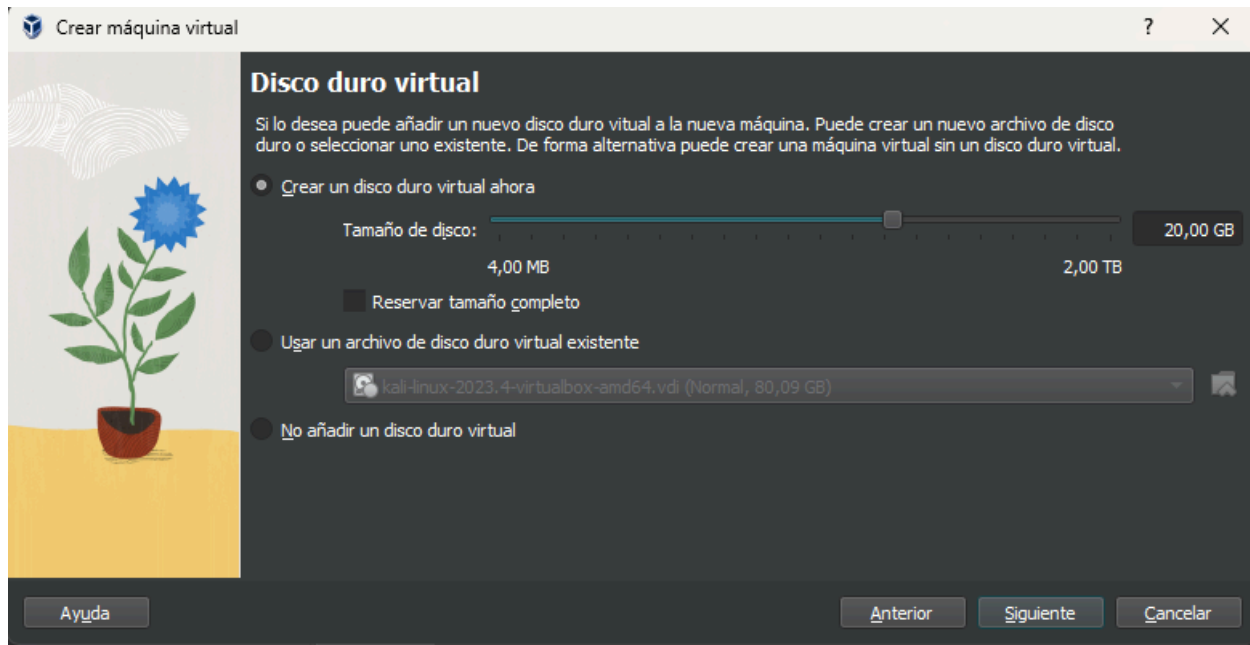 Crear máquina virtual
?
Disco duro virtual
Si lo desea puede añadir un nuevo disco duro vitual a la nueva máquina. Puede crear un nuevo archivo de disco
duro o seleccionar uno existente. De forma alternativa puede crear una máquina virtual sin un disco duro virtual.
Crear un disco duro virtual ahora
Tamaño de disco:
20,00 GB
4,00 MB
2,00 TB
Reservar tamaño completo
Usar un archivo de disco duro virtual existente
kali-linux-2023.4-virtualbox-amd64.vdi (Normal, 80,09 GB)
No añadir un disco duro virtual
Ayuda
Anterior
Siguiente
Cancelar